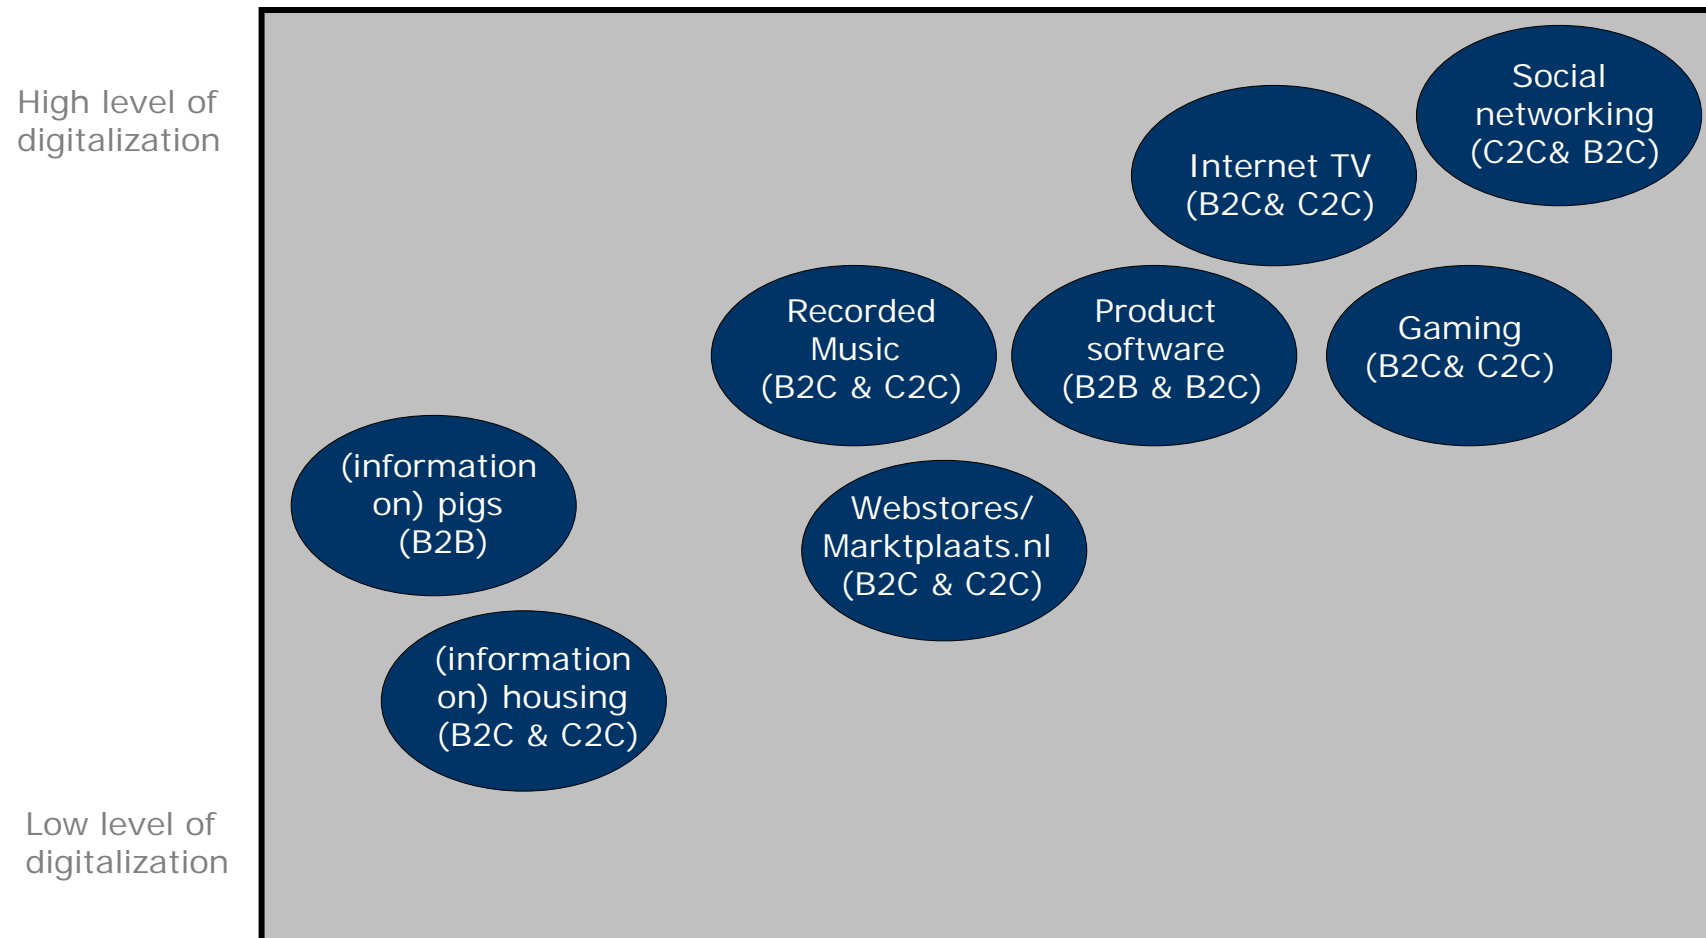 High level of
digitalization
Social
networking
(C2C& B2C)
Internet TV
(B2C& C2C)
Recorded
Music
(B2C & C2C)
Product
software
(B2B & B2C)
Gaming
(B2C& C2C)
(information
on) pigs
(B2B)
Webstores/
Marktplaats.nl
(B2C & C2C)
(information
on) housing
(B2C & C2C)
Low level of
digitalization